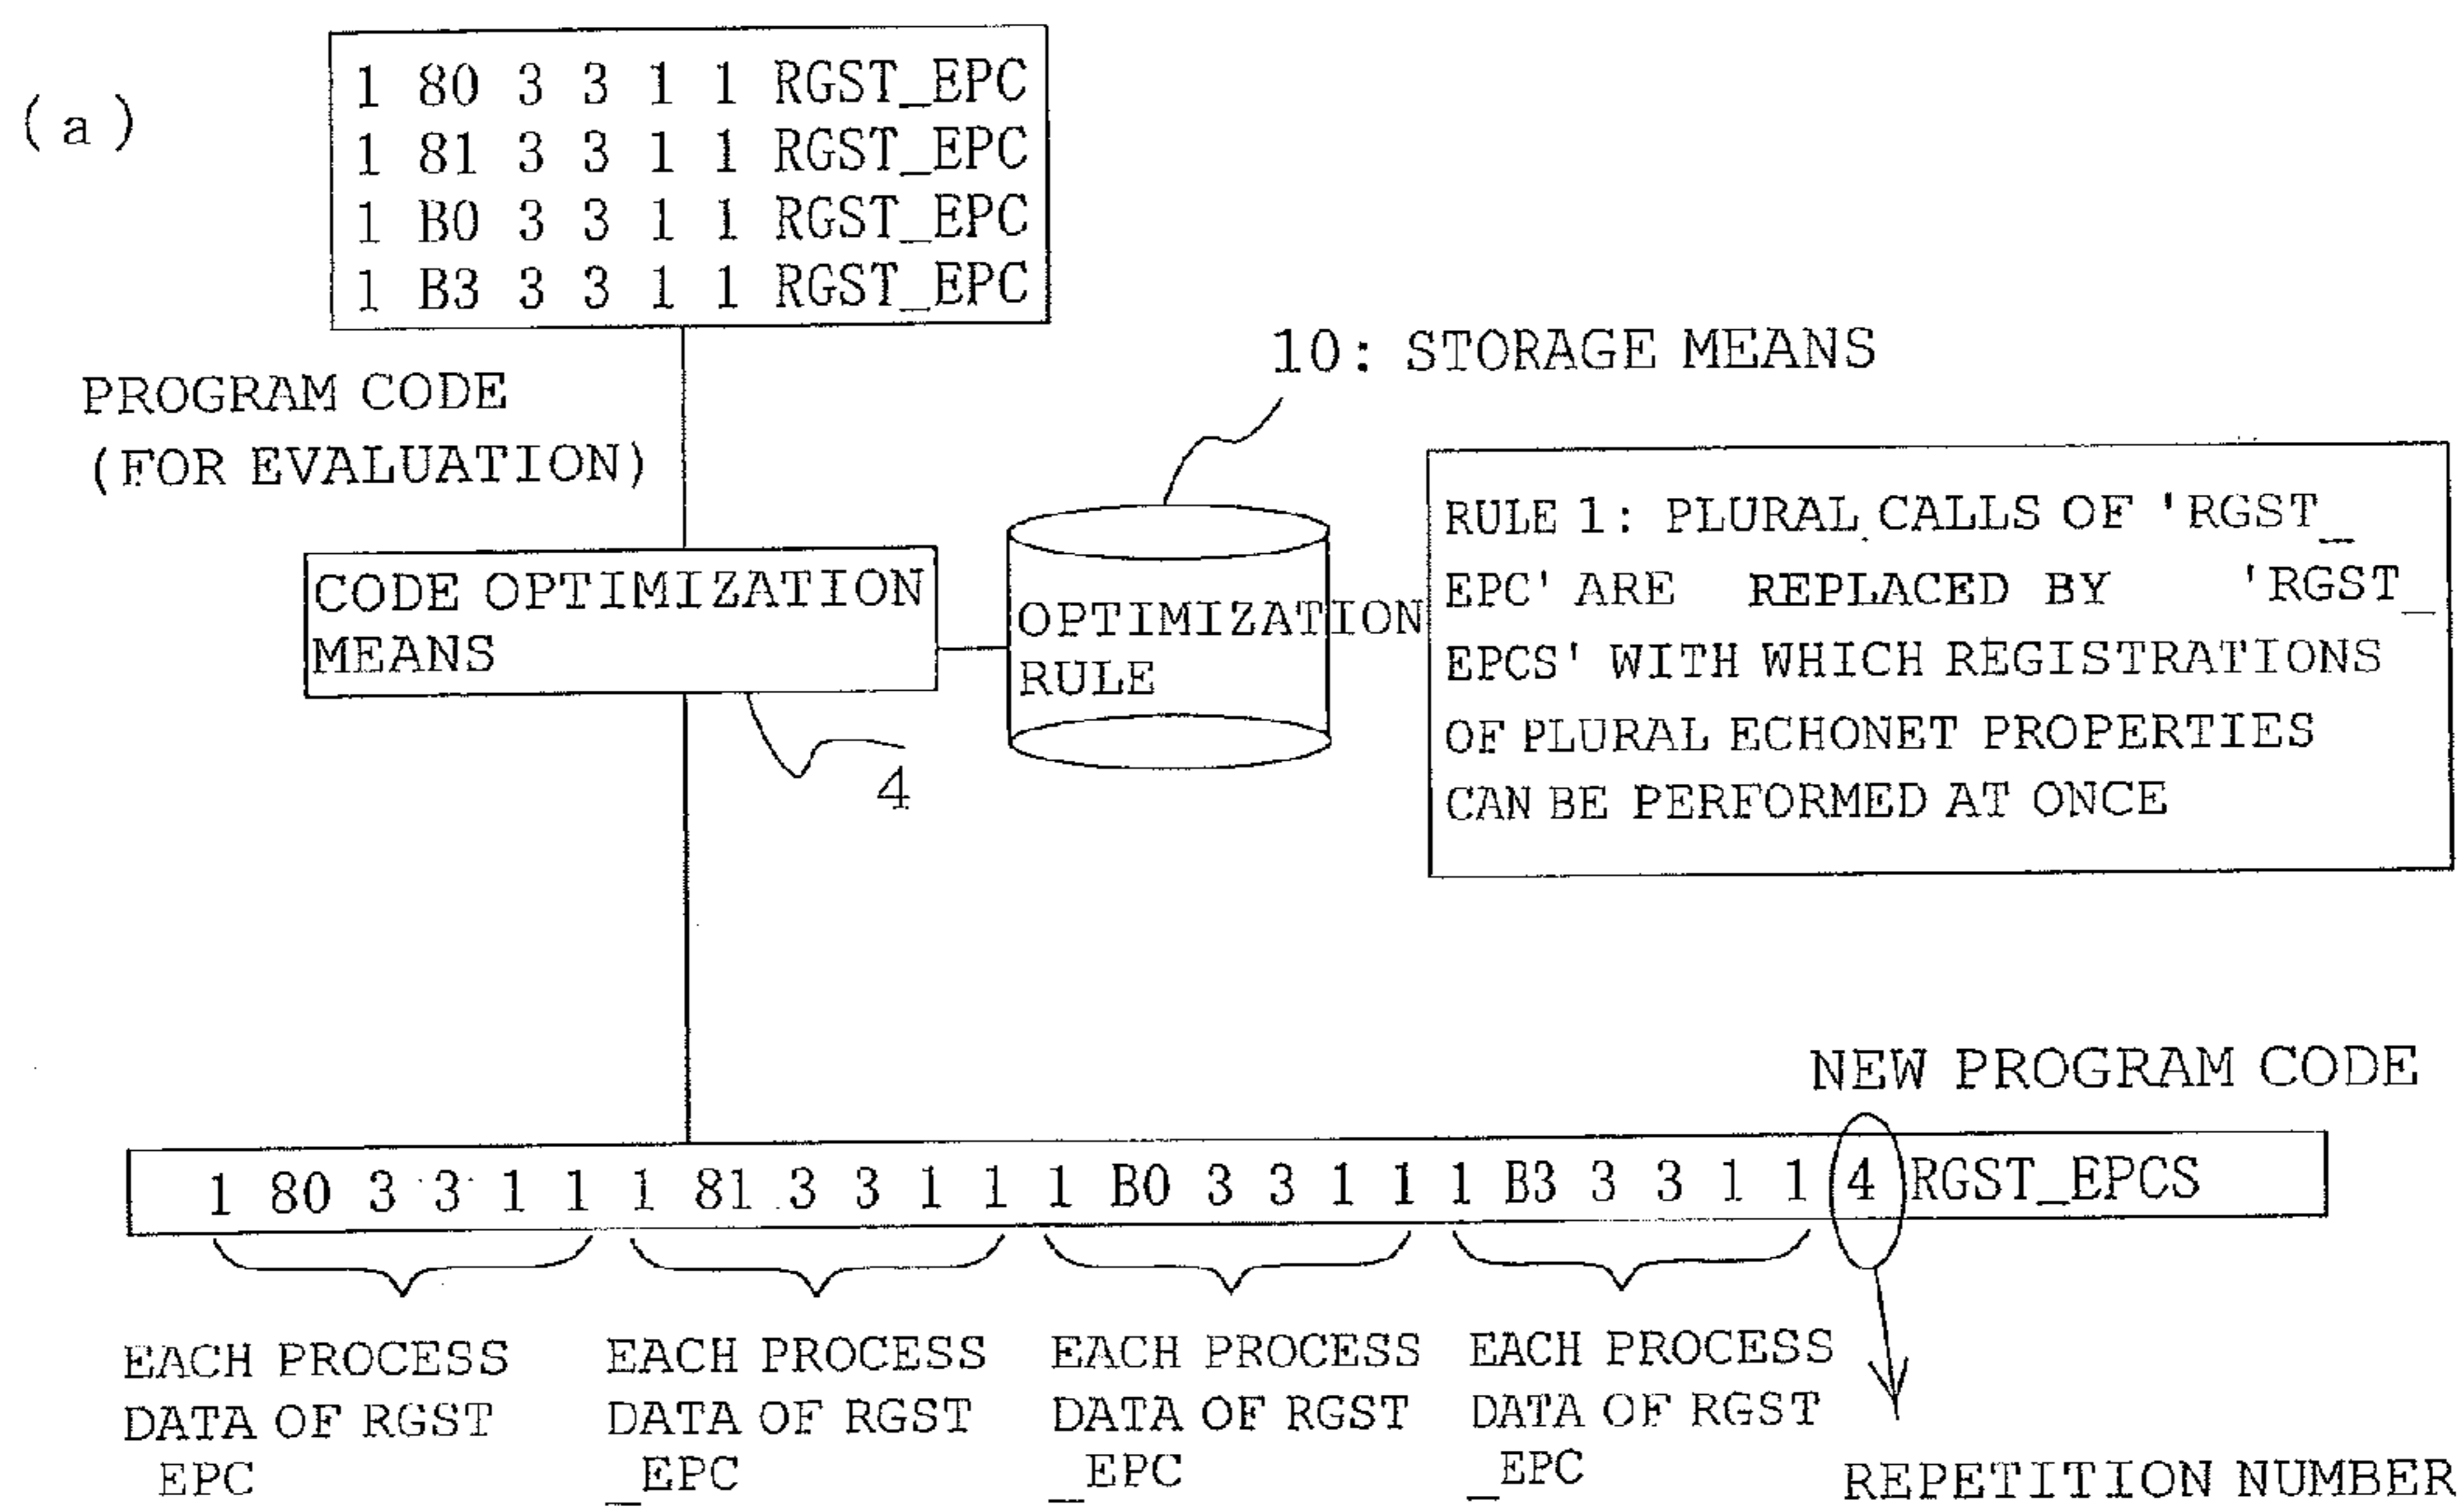 (a)
1 80 3 3 1 1 RGST_EPC
1 81 3 3 1 1 RGST_EPC
1 B0 3 3 1 1 RGST_EPC
1 B3 3 3 1 1 RGST_EPC
PROGRAM CODE
(FOR EVALUATION)
10: STORAGE MEANS
CODE OPTIMIZATION
MEANS
4
OPTIMIZATION
RULE
RULE 1: PLURAL CALLS OF 'RGST_
EPC' ARE REPLACED BY 'RGST_
EPCS' WITH WHICH REGISTRATIONS
OF PLURAL ECHONET PROPERTIES
CAN BE PERFORMED AT ONCE
NEW PROGRAM CODE
1 80 3 3 1 1 1 81 3 3 1 1 1 B0 3 3 1 1 1 B3 3 3 1 1 4 RGST_EPCS
EACH PROCESS
DATA OF RGST
EPC
EACH PROCESS
DATA OF RGST
_EPC
EACH PROCESS
DATA OF RGST
_EPC
EACH PROCESS
DATA OF RGST
_EPC
REPETITION NUMBER